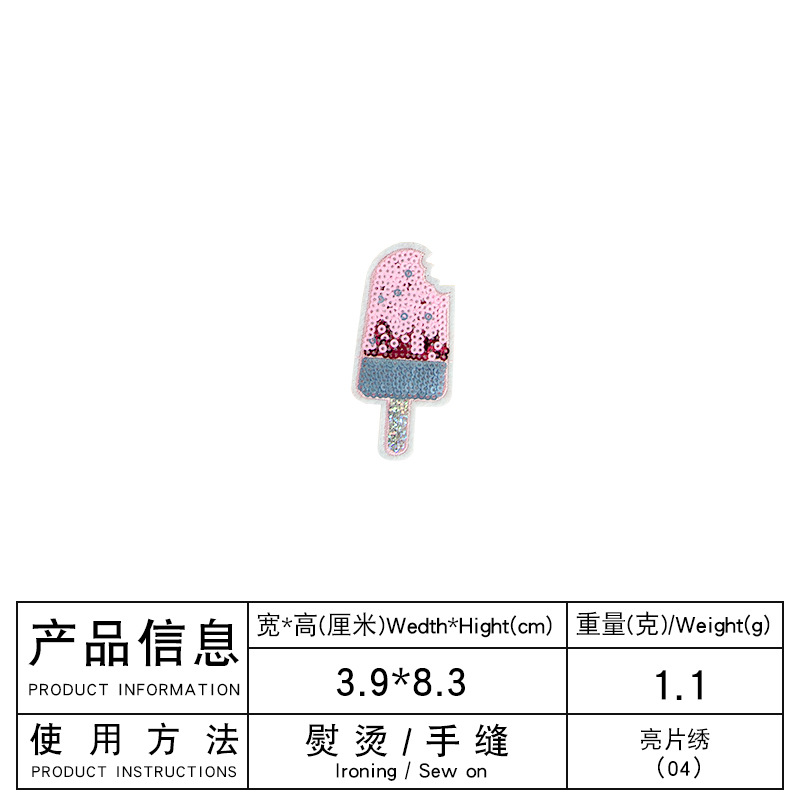 产品信息
PRODUCT INFORMATION
宽*高(厘米)Wedth*Hight(cm)
重量(克)/Weight(g)
3.9*8.3
1.1
使用方法
PRODUCT INSTRUCTIONS
熨烫/手缝
Ironing / Sew on
亮片绣
(04)